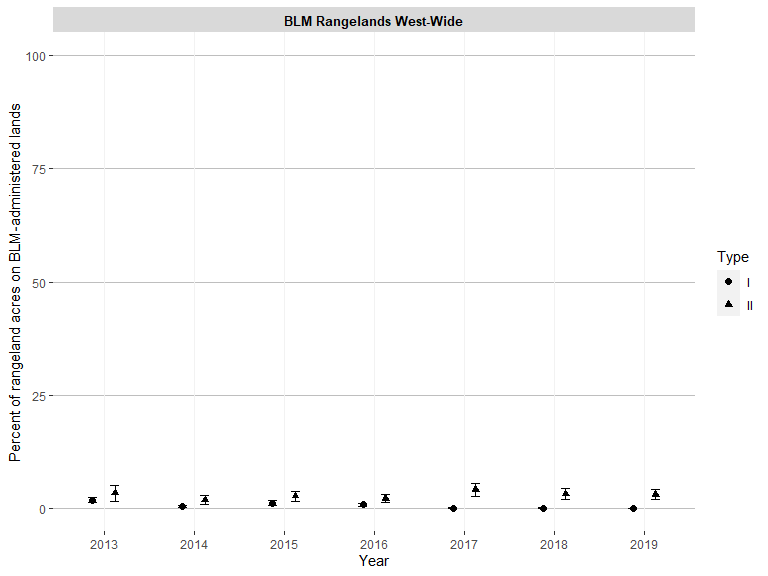 BLM Rangelands West-Wide
Percent of rangeland acres on BLM-administered lands
100
75
50
25
0
2013 2014 2015 2016 2017 2018 2019
Year
Type
I
II